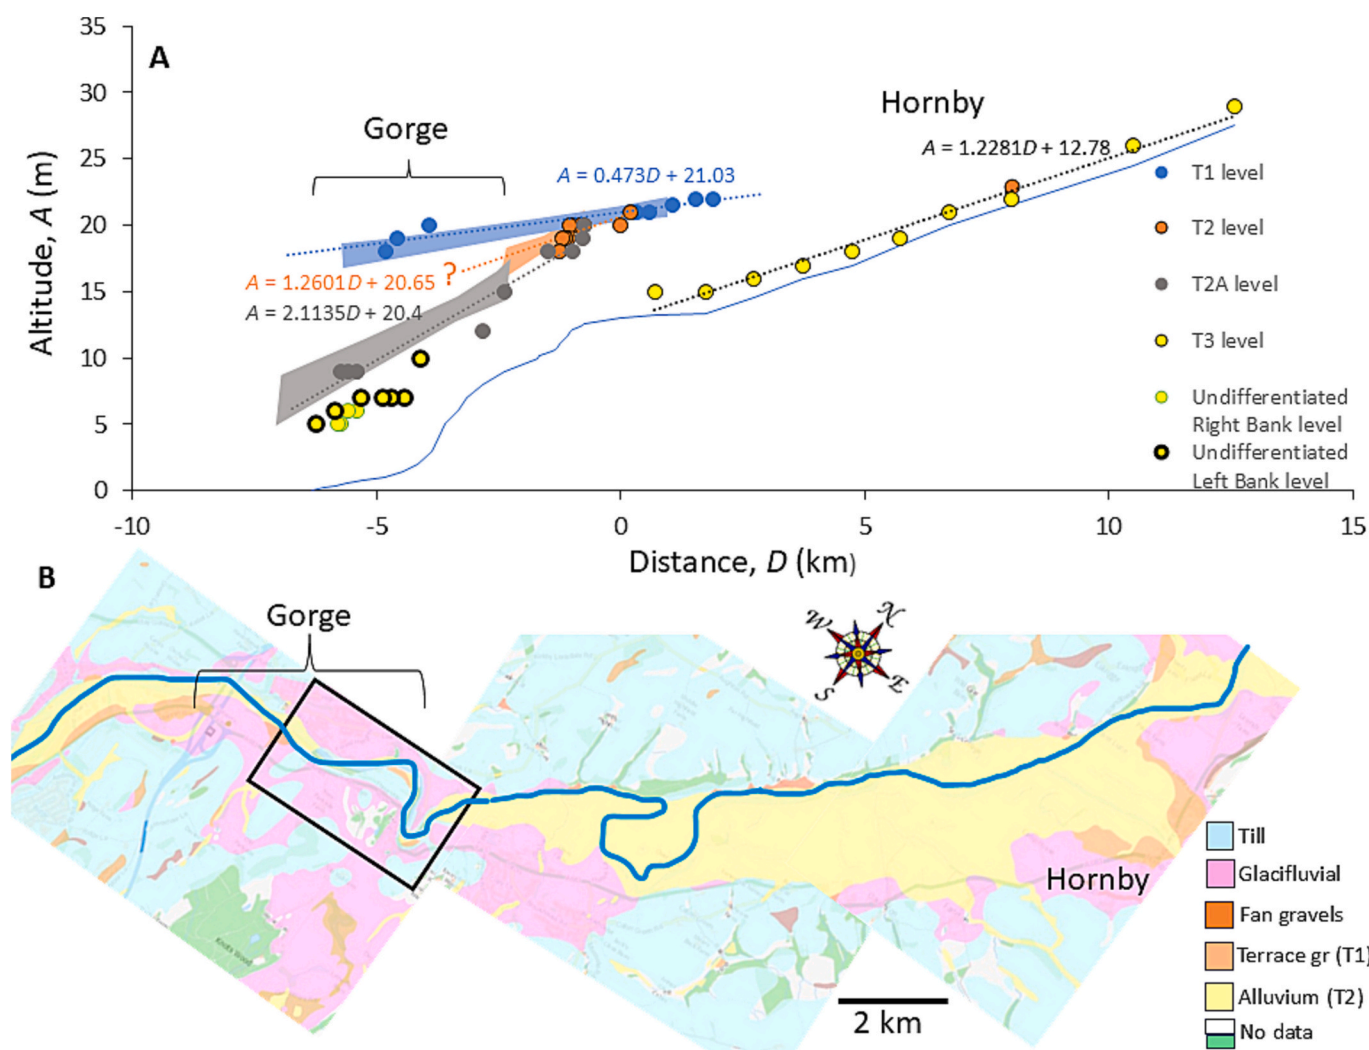 A
35
30
25
20
15
10
5
0
Altitude, A (m)
Gorge
Hornby
A = 0.473D + 21.03
A = 1.2281D + 12.78
?
A = 1.2601D + 20.65
A = 2.1135D + 20.4
T1 level
T2 level
T2A level
T3 level
Undifferentiated
Right Bank level
Undifferentiated
Left Bank level
-10 -5 0 5 10 15
Distance, D (km)
B
Gorge
W N
S E
Hornby
2 km
Till
Glacifluvial
Fan gravels
Terrace gr (T1)
Alluvium (T2)
No data